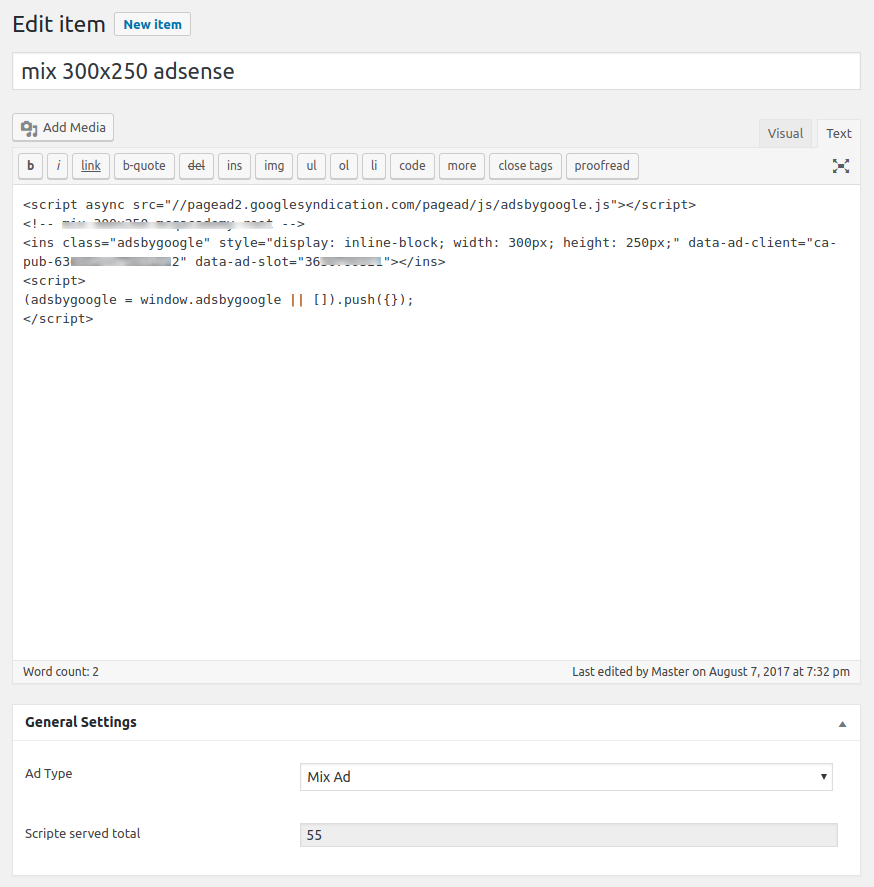 Edit item New item
mix 300x250 adsense
Add Media
Visual Text
b i link b-quote del ins img ul ol li code more close tags proofread
<script async src="//pagead2.googlesyndication.com/pagead/js/adsbygoogle.js"></script>
<!-- -->
<ins class="adsbygoogle" style="display: inline-block; width: 300px; height: 250px;" data-ad-client="ca-
pub-63 2" data-ad-slot="36 "></ins>
<script>
(adsbygoogle = window.adsbygoogle || []).push({});
</script>
Word count: 2 Last edited by Master on August 7, 2017 at 7:32 pm
General Settings
Ad Type Mix Ad
Scripte served total 55